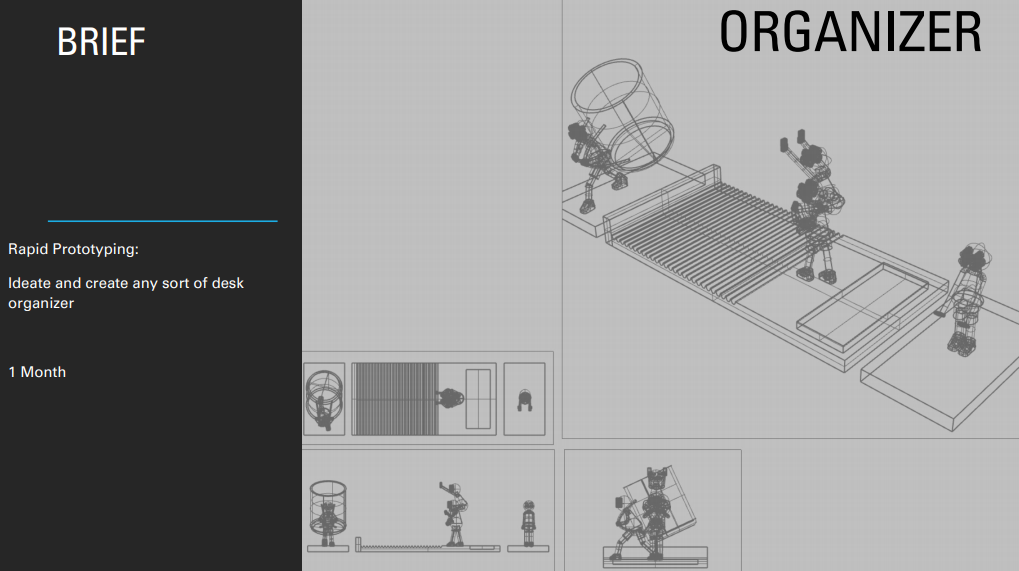 BRIEF
ORGANIZER
Rapid Prototyping:
Ideate and create any sort of desk
organizer
1 Month